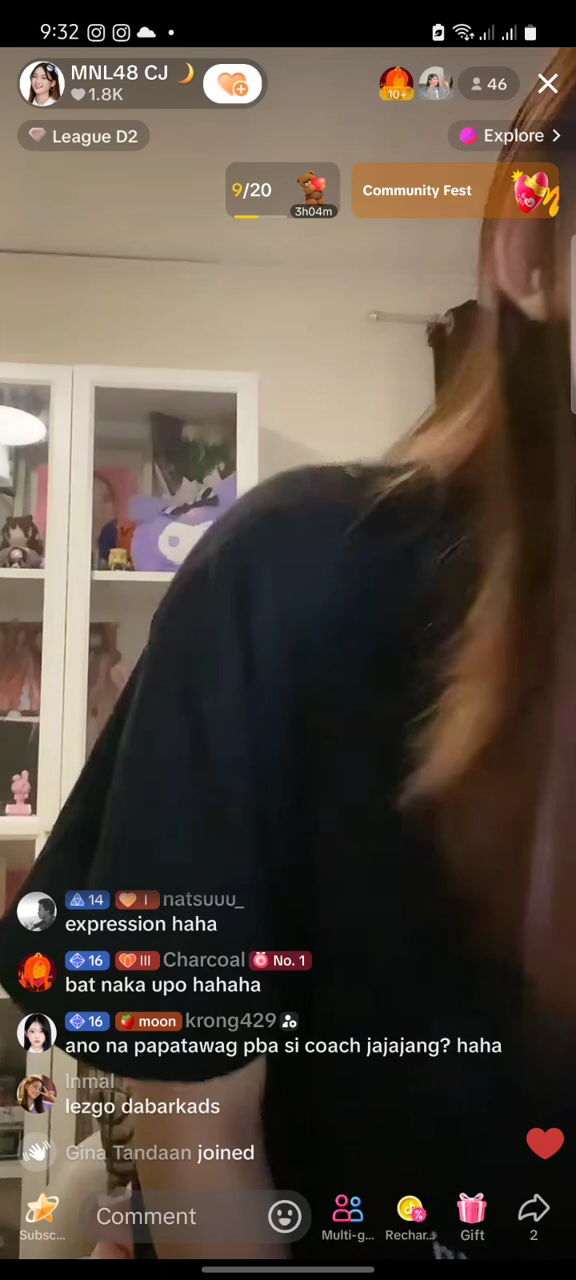 9:32
MNL48 CJ 🌙
1.8K
10+
1
46
League D2
Explore >
9/20
3h04m
Community Fest
14 I natsuuu_
expression haha
16 III Charcoal No. 1
bat naka upo hahaha
16 moon krong429
ano na papatawag pba si coach jajajang? haha
Inmal
lezgo dabarkads
Gina Tandaan joined
Subsc...
Comment
Multi-g...
Rechar...
Gift
2